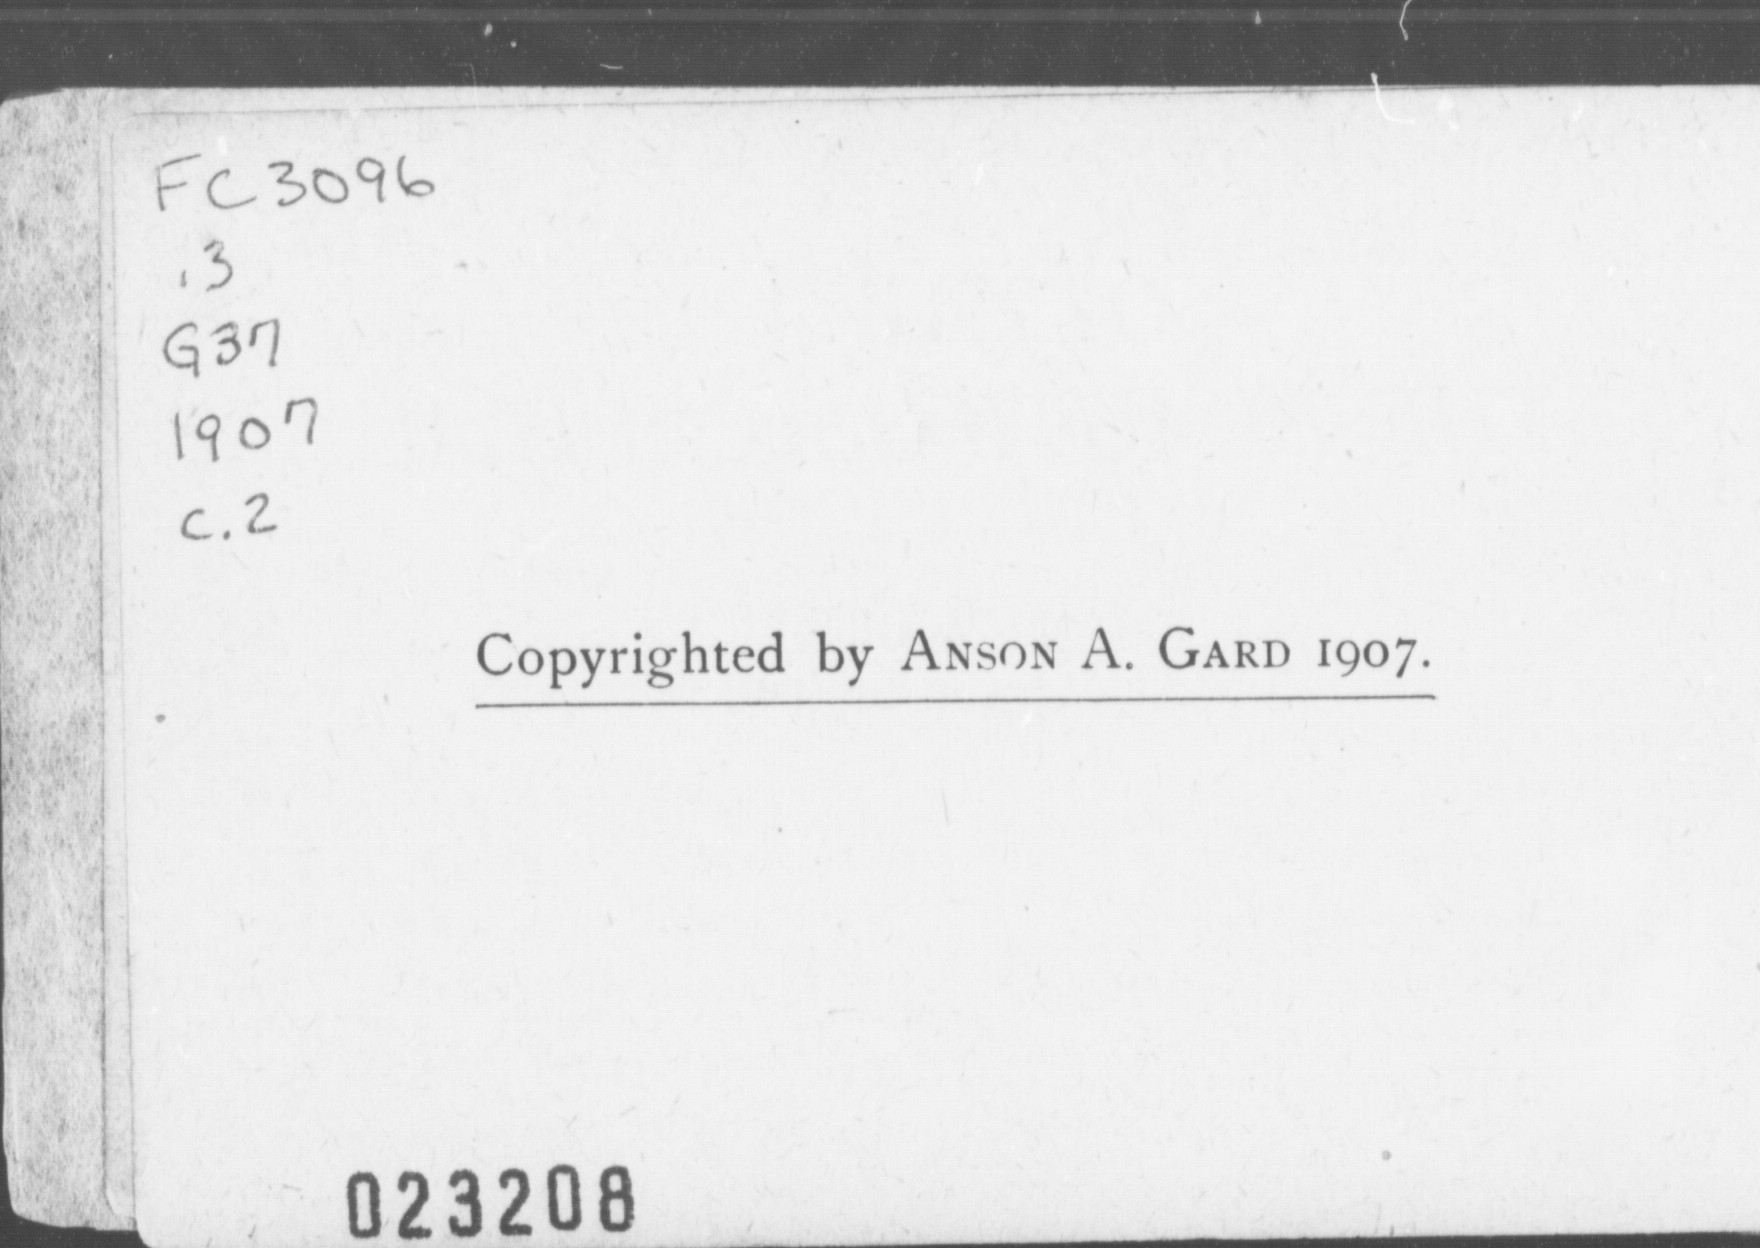 FC3096
.3
G37
1907
c.2
Copyrighted by ANSON A. GARD 1907.
023208